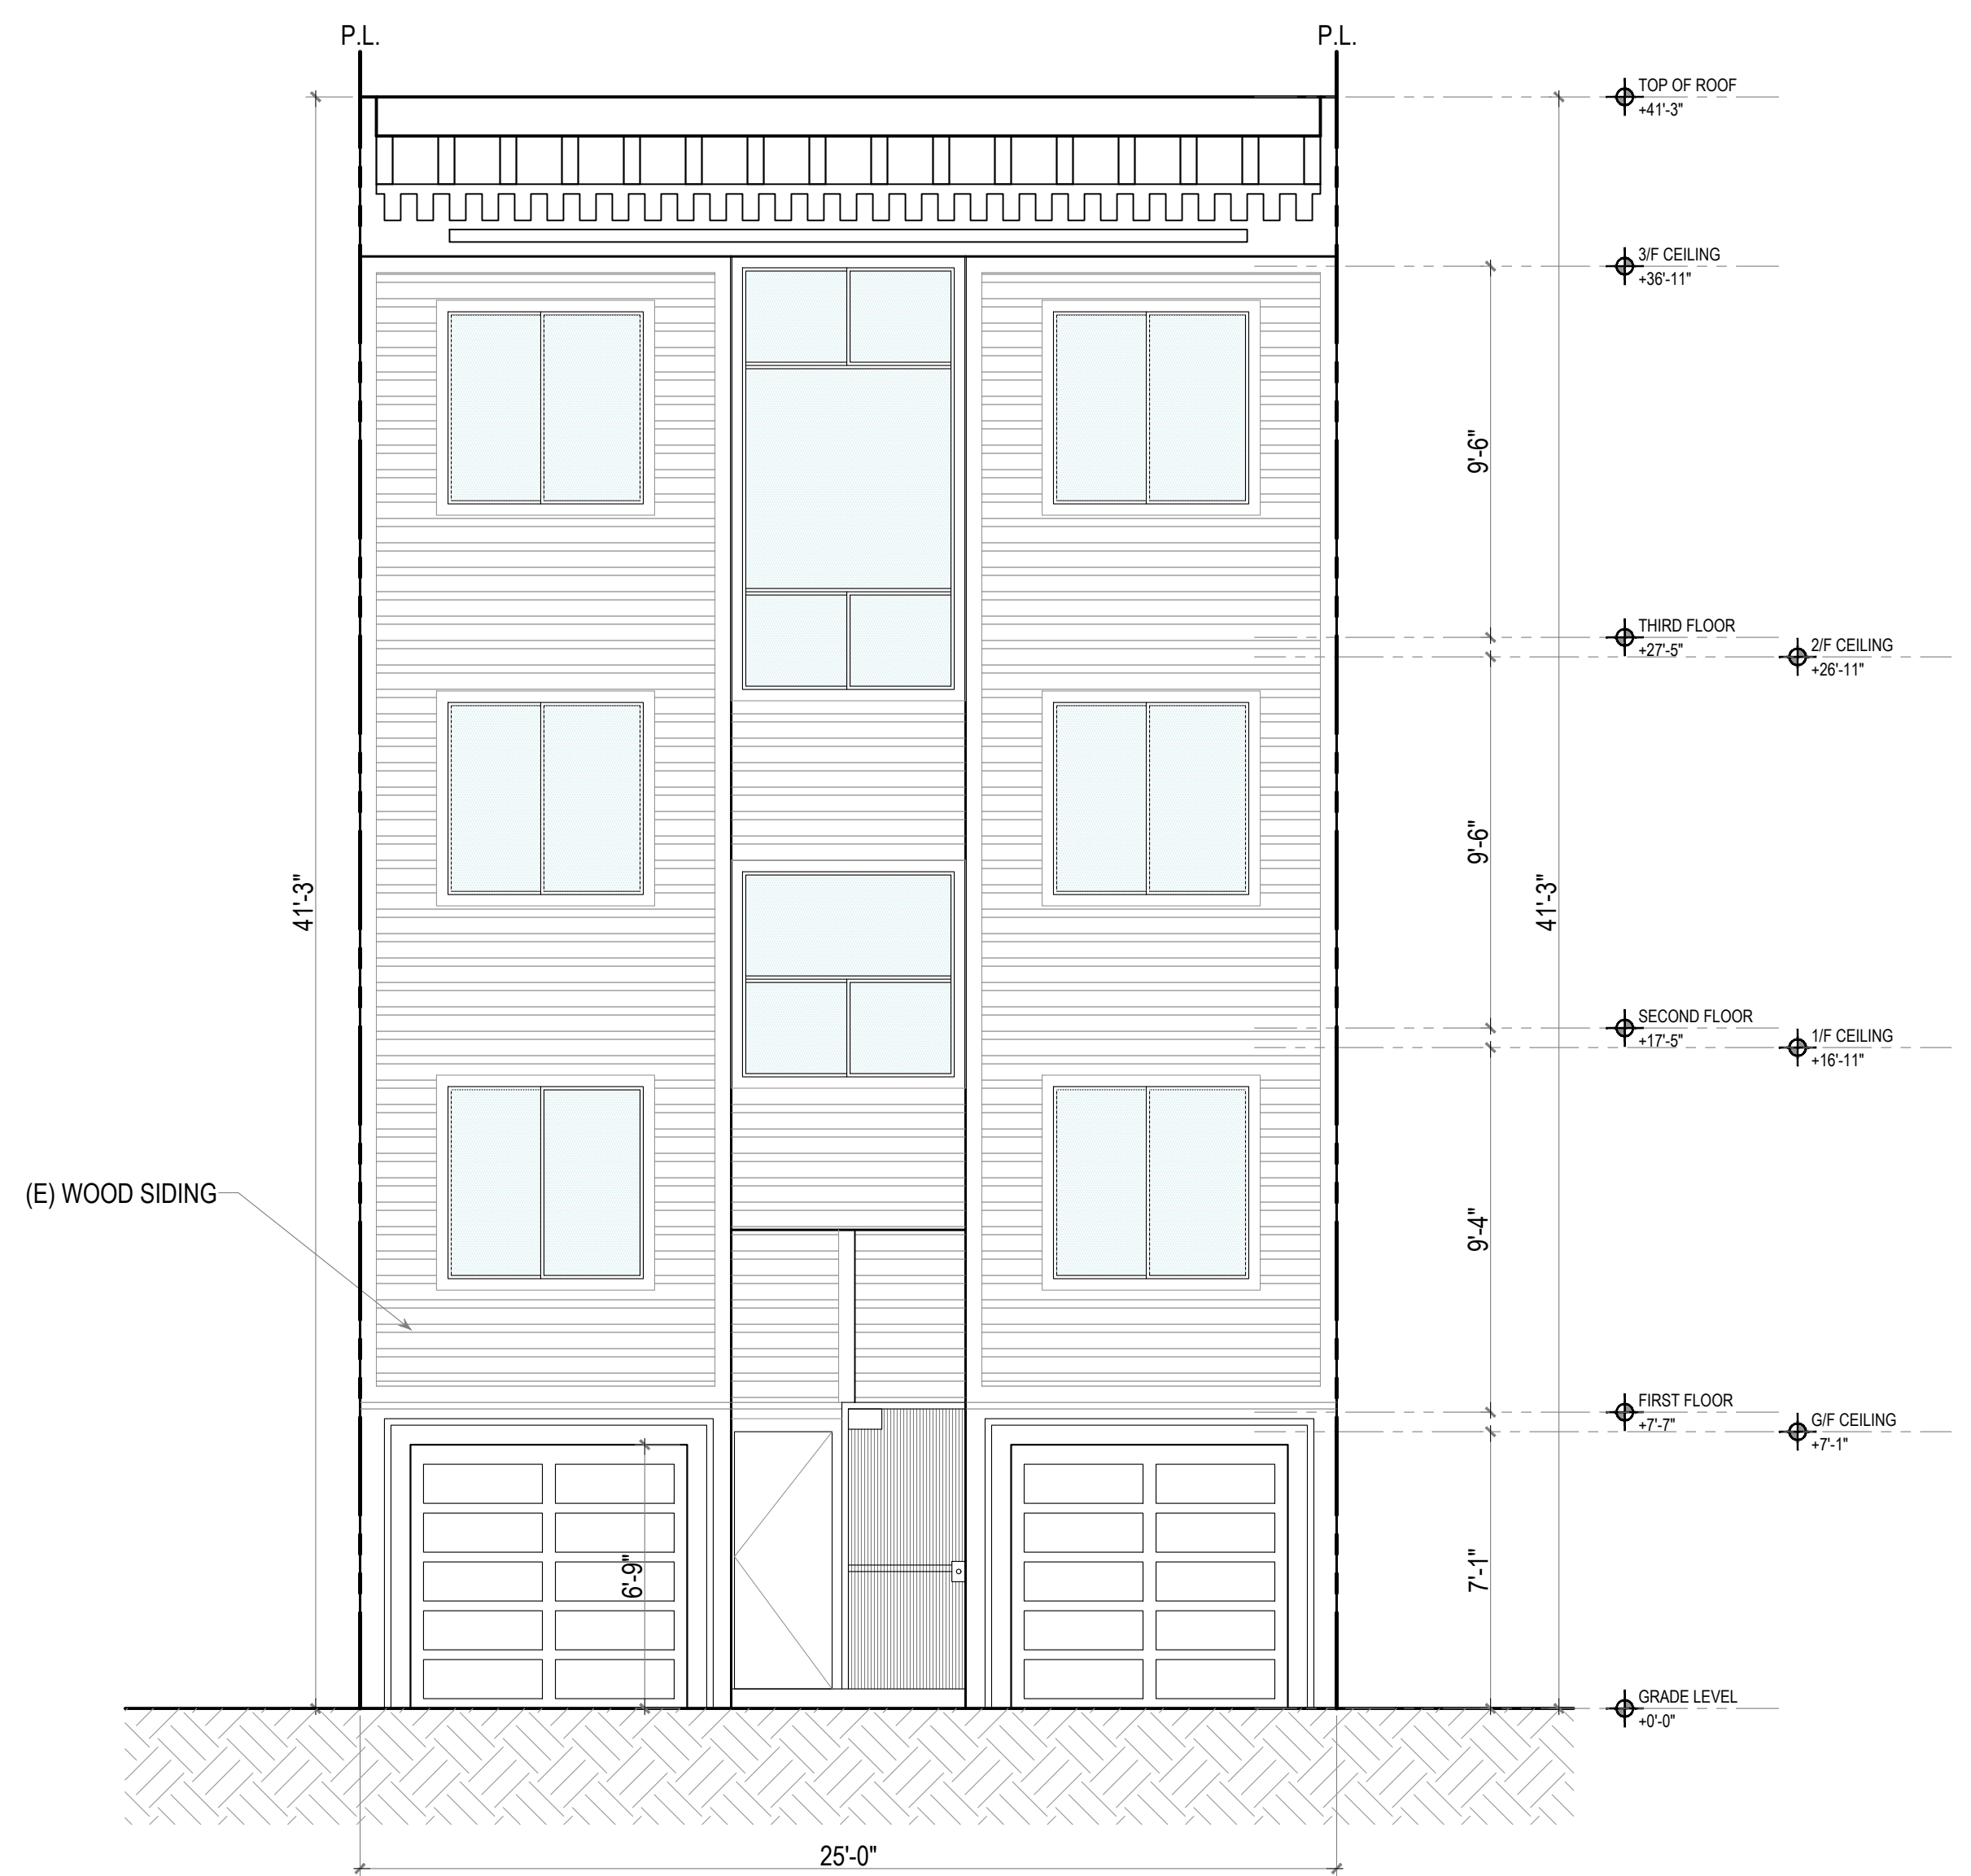 P.L.
P.L.
TOP OF ROOF
+41'-3"
3/F CEILING
+36'-11"
9'-6"
THIRD FLOOR
+27'-5"
2/F CEILING
+26'-11"
9'-6"
41'-3"
41'-3"
SECOND FLOOR
+17'-5"
1/F CEILING
+16'-11"
(E) WOOD SIDING
9'-4"
FIRST FLOOR
+7'-7"
G/F CEILING
+7'-1"
6'-9"
7'-1"
GRADE LEVEL
+0'-0"
25'-0"